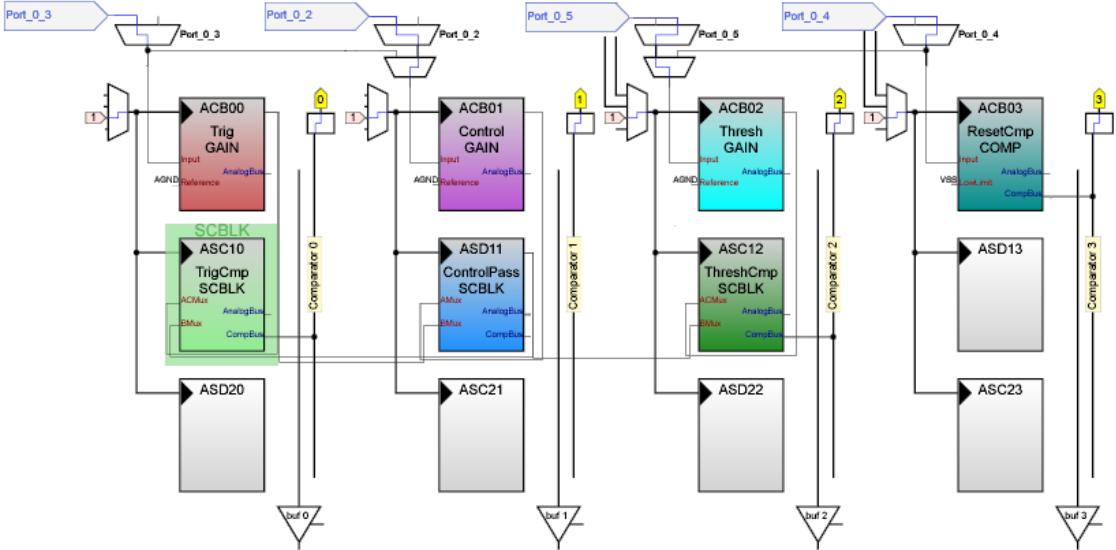 Port_0_3
Port_0_2
Port_0_5
Port_0_4
Port_0_3
Port_0_2
Port_0_5
Port_0_4
1
ACB00
Trig
GAIN
Input
AnalogBus
AGND
Reference
0
1
ACB01
Control
GAIN
Input
AnalogBus
AGND
Reference
1
1
ACB02
Thresh
GAIN
Input
AnalogBus
AGND
Reference
2
1
ACB03
ResetCmp
COMP
Input
AnalogBus
VSS
LowLimit
CompBus
3
SCBLK
ASC10
TrigCmp
SCBLK
ACMux
AnalogBus
BMux
CompBus
Comparator 0
ASD11
ControlPass
SCBLK
AMux
AnalogBus
BMux
CompBus
Comparator 1
ASC12
ThreshCmp
SCBLK
ACMux
AnalogBus
BMux
CompBus
Comparator 2
ASD13
Comparator 3
ASD20
ASC21
ASD22
ASC23
buf 0
buf 1
buf 2
buf 3